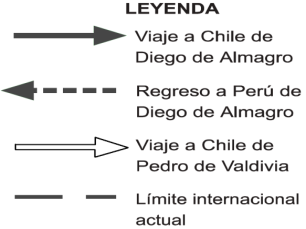 LEYENDA
Viaje a Chile de
Diego de Almagro
Regreso a Perú de
Diego de Almagro
Viaje a Chile de
Pedro de Valdivia
Límite internacional
actual